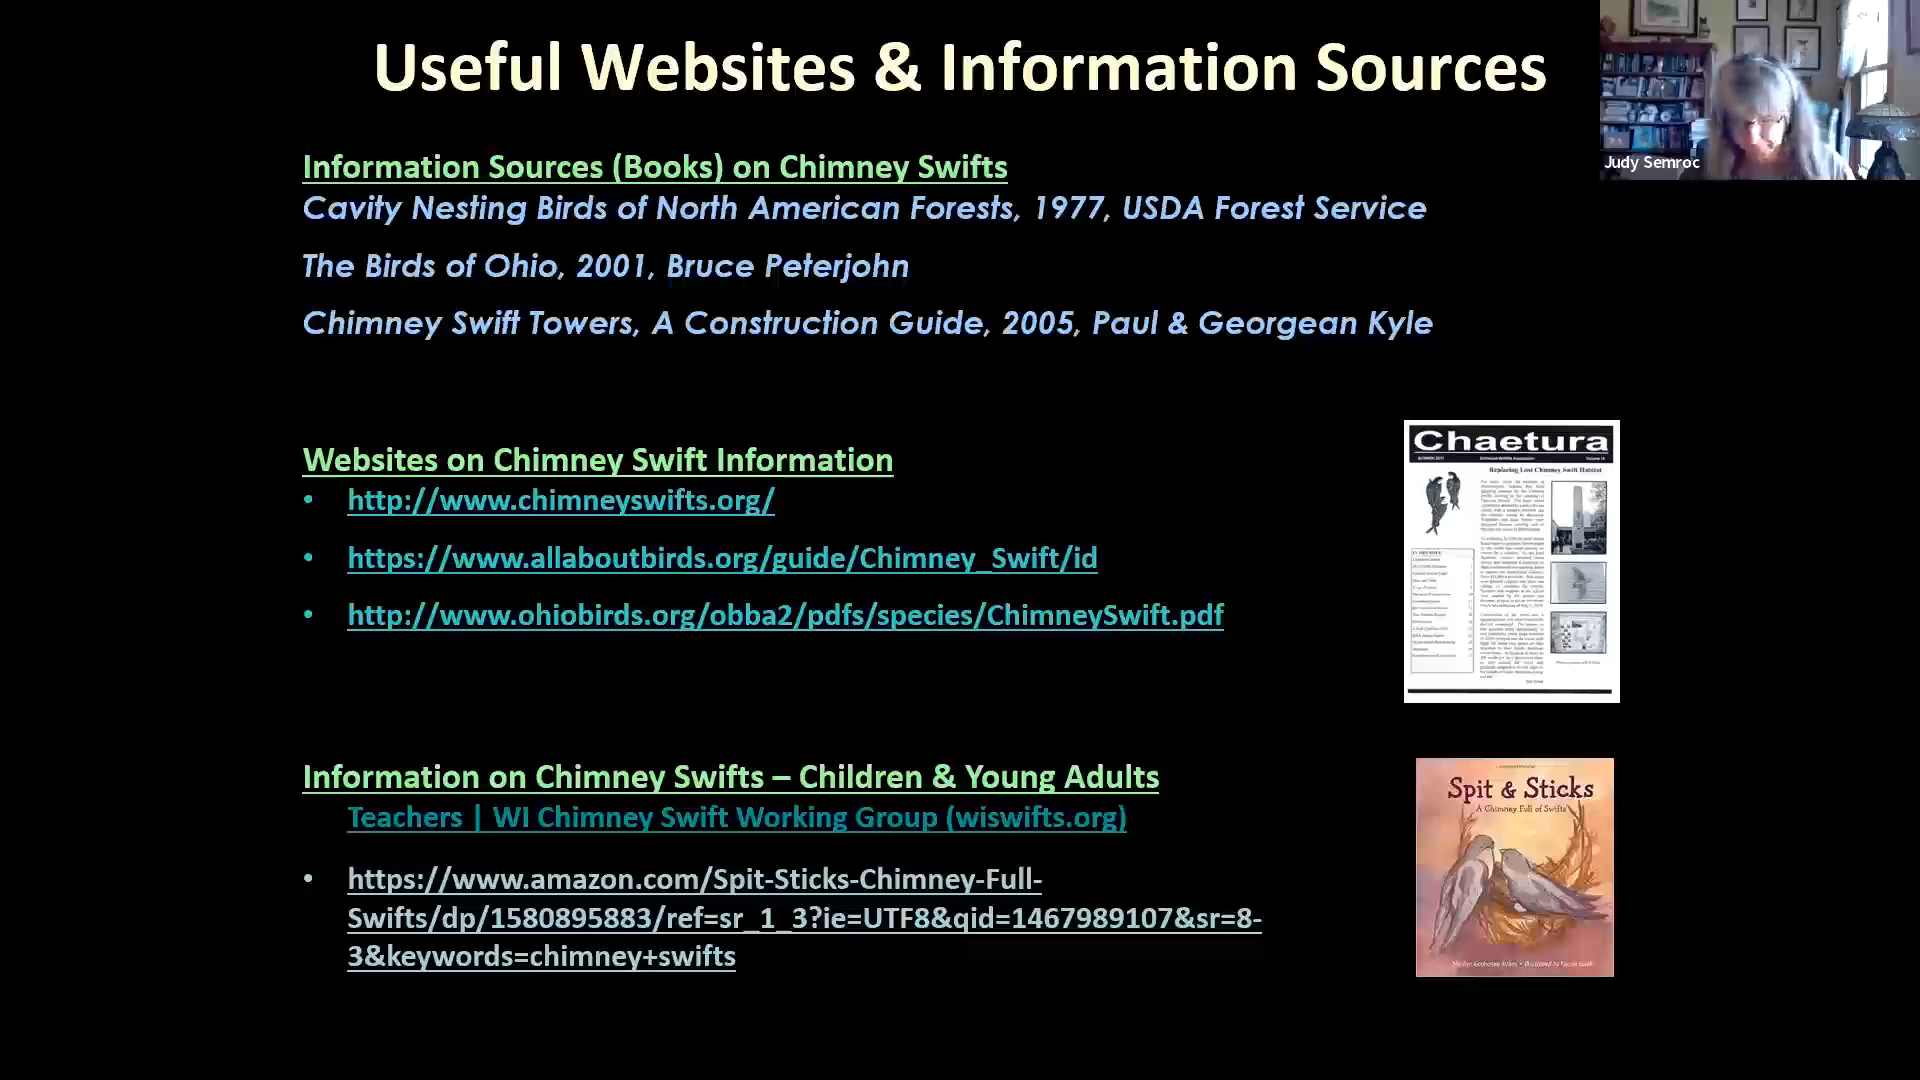 Useful Websites & Information Sources
Judy Semroc
Information Sources (Books) on Chimney Swifts
Cavity Nesting Birds of North American Forests, 1977, USDA Forest Service
The Birds of Ohio, 2001, Bruce Peterjohn
Chimney Swift Towers, A Construction Guide, 2005, Paul & Georgean Kyle
Websites on Chimney Swift Information
• http://www.chimneyswifts.org/
• https://www.allaboutbirds.org/guide/Chimney_Swift/id
• http://www.ohiobirds.org/obba2/pdfs/species/ChimneySwift.pdf
Chaetura
Replacing Lost Chimney Swift Habitat
Information on Chimney Swifts – Children & Young Adults
Teachers | WI Chimney Swift Working Group (wiswifts.org)
• https://www.amazon.com/Spit-Sticks-Chimney-Full-
Swifts/dp/1580895883/ref=sr_1_3?ie=UTF8&qid=1467989107&sr=8-
3&keywords=chimney+swifts
Spit & Sticks
A Chimney Full of Swifts